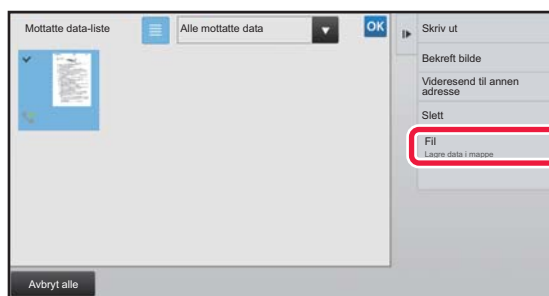 Mottatte data-liste
Alle mottatte data
OK
Skriv ut
Bekreft bilde
Videresend til annen
adresse
Slett
Fil
Lagre data i mappe
Avbryt alle